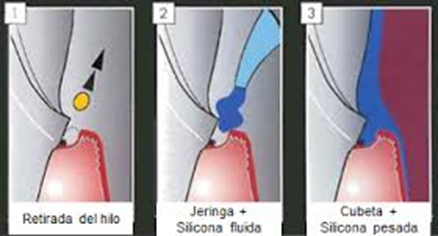 1
2
3
Retirada del hilo
Jeringa +
Silicona fluida
Cubeta +
Silicona pesada